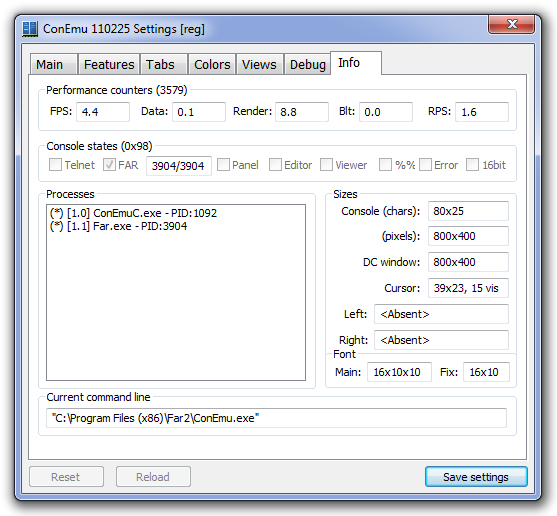 ConEmu 110225 Settings [reg]
Main Features Tabs Colors Views Debug Info
Performance counters (3579)
FPS: 4.4 Data: 0.1 Render: 8.8 Blt: 0.0 RPS: 1.6
Console states (0x98)
Telnet FAR 3904/3904 Panel Editor Viewer %% Error 16bit
Processes
(*) [1.0] ConEmuC.exe - PID:1092
(*) [1.1] Far.exe - PID:3904
Sizes
Console (chars): 80x25
(pixels): 800x400
DC window: 800x400
Cursor: 39x23, 15 vis
Left: <Absent>
Right: <Absent>
Font
Main: 16x10x10 Fix: 16x10
Current command line
"C:\Program Files (x86)\Far2\ConEmu.exe"
Reset Reload Save settings